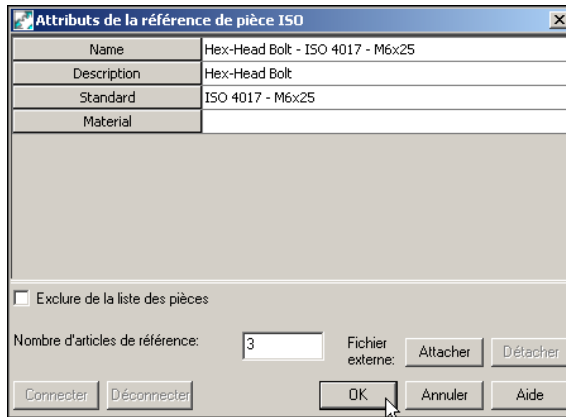 Attributs de la référence de pièce ISO
Name Hex-Head Bolt - ISO 4017 - M6x25
Description Hex-Head Bolt
Standard ISO 4017 - M6x25
Material
Exclure de la liste des pièces
Nombre d'articles de référence: 3 Fichier externe: Attacher Détacher
Connecter Déconnecter OK Annuler Aide